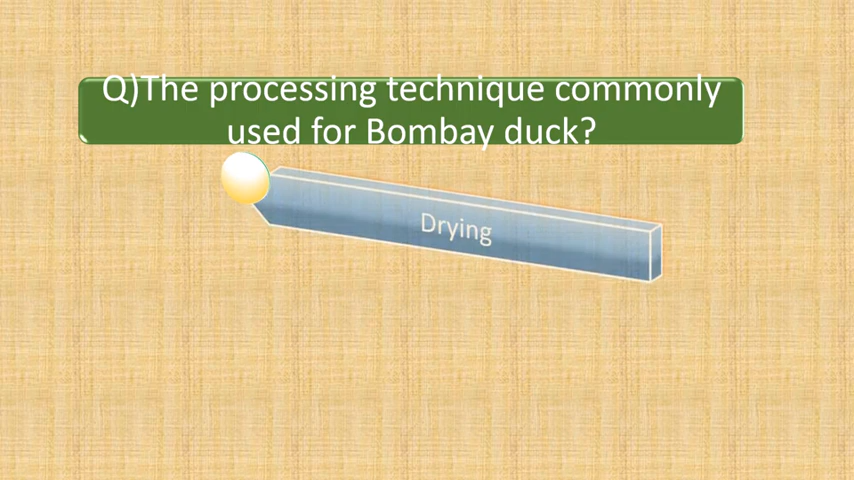 Q)The processing technique commonly
used for Bombay duck?
Drying